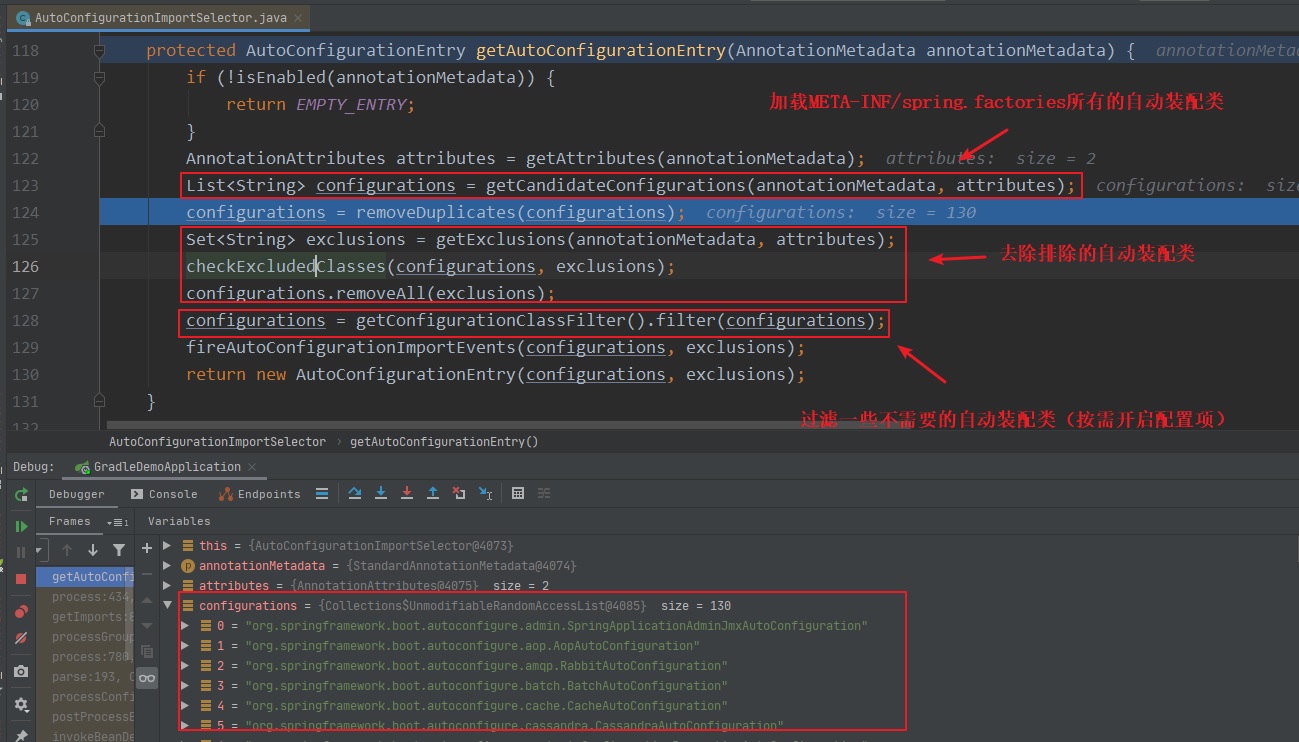 AutoConfigurationImportSelector.java
118 protected AutoConfigurationEntry getAutoConfigurationEntry(AnnotationMetadata annotationMetadata) {
119 if (!isEnabled(annotationMetadata)) {
120 return EMPTY_ENTRY;
加载META-INF/spring.factories所有的自动装配类
121 }
122 AnnotationAttributes attributes = getAttributes(annotationMetadata); attributes: size = 2
123 List<String> configurations = getCandidateConfigurations(annotationMetadata, attributes); configurations:
124 configurations = removeDuplicates(configurations); configurations: size = 130
125 Set<String> exclusions = getExclusions(annotationMetadata, attributes);
去除排除的自动装配类
126 checkExcludedClasses(configurations, exclusions);
127 configurations.removeAll(exclusions);
128 configurations = getConfigurationClassFilter().filter(configurations);
129 fireAutoConfigurationImportEvents(configurations, exclusions);
130 return new AutoConfigurationEntry(configurations, exclusions);
131 }
过滤一些不需要的自动装配类（按需开启配置项）
132
AutoConfigurationImportSelector › getAutoConfigurationEntry()
Debug: GradleDemoApplication
Debugger Console Endpoints
Frames Variables
this = {AutoConfigurationImportSelector@4073}
annotationMetadata = {StandardAnnotationMetadata@4074}
getAutoConfi
attributes = {AnnotationAttributes@4075} size = 2
process:434,
configurations = {Collections$UnmodifiableRandomAccessList@4085} size = 130
getImports:
0 = "org.springframework.boot.autoconfigure.admin.SpringApplicationAdminJmxAutoConfiguration"
processGrou
1 = "org.springframework.boot.autoconfigure.aop.AopAutoConfiguration"
process:780,
2 = "org.springframework.boot.autoconfigure.amqp.RabbitAutoConfiguration"
parse:193, C
3 = "org.springframework.boot.autoconfigure.batch.BatchAutoConfiguration"
processConfi
4 = "org.springframework.boot.autoconfigure.cache.CacheAutoConfiguration"
postProcessB
5 = "org.springframework.boot.autoconfigure.cassandra.CassandraAutoConfiguration"
invokeBeanDe